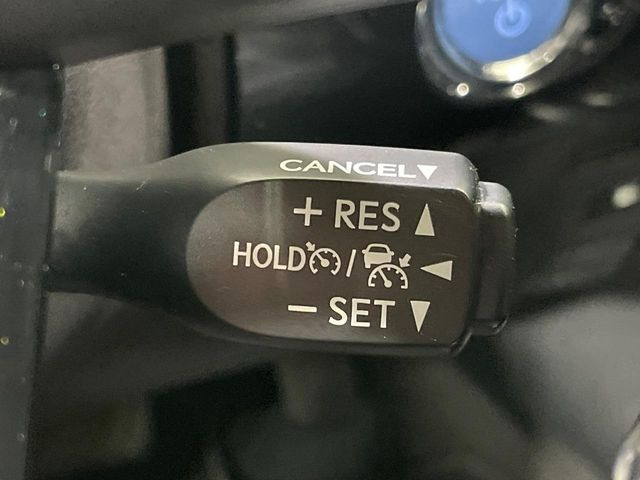 CANCEL▼
+ RES ▲
HOLD / ◀
− SET ▼